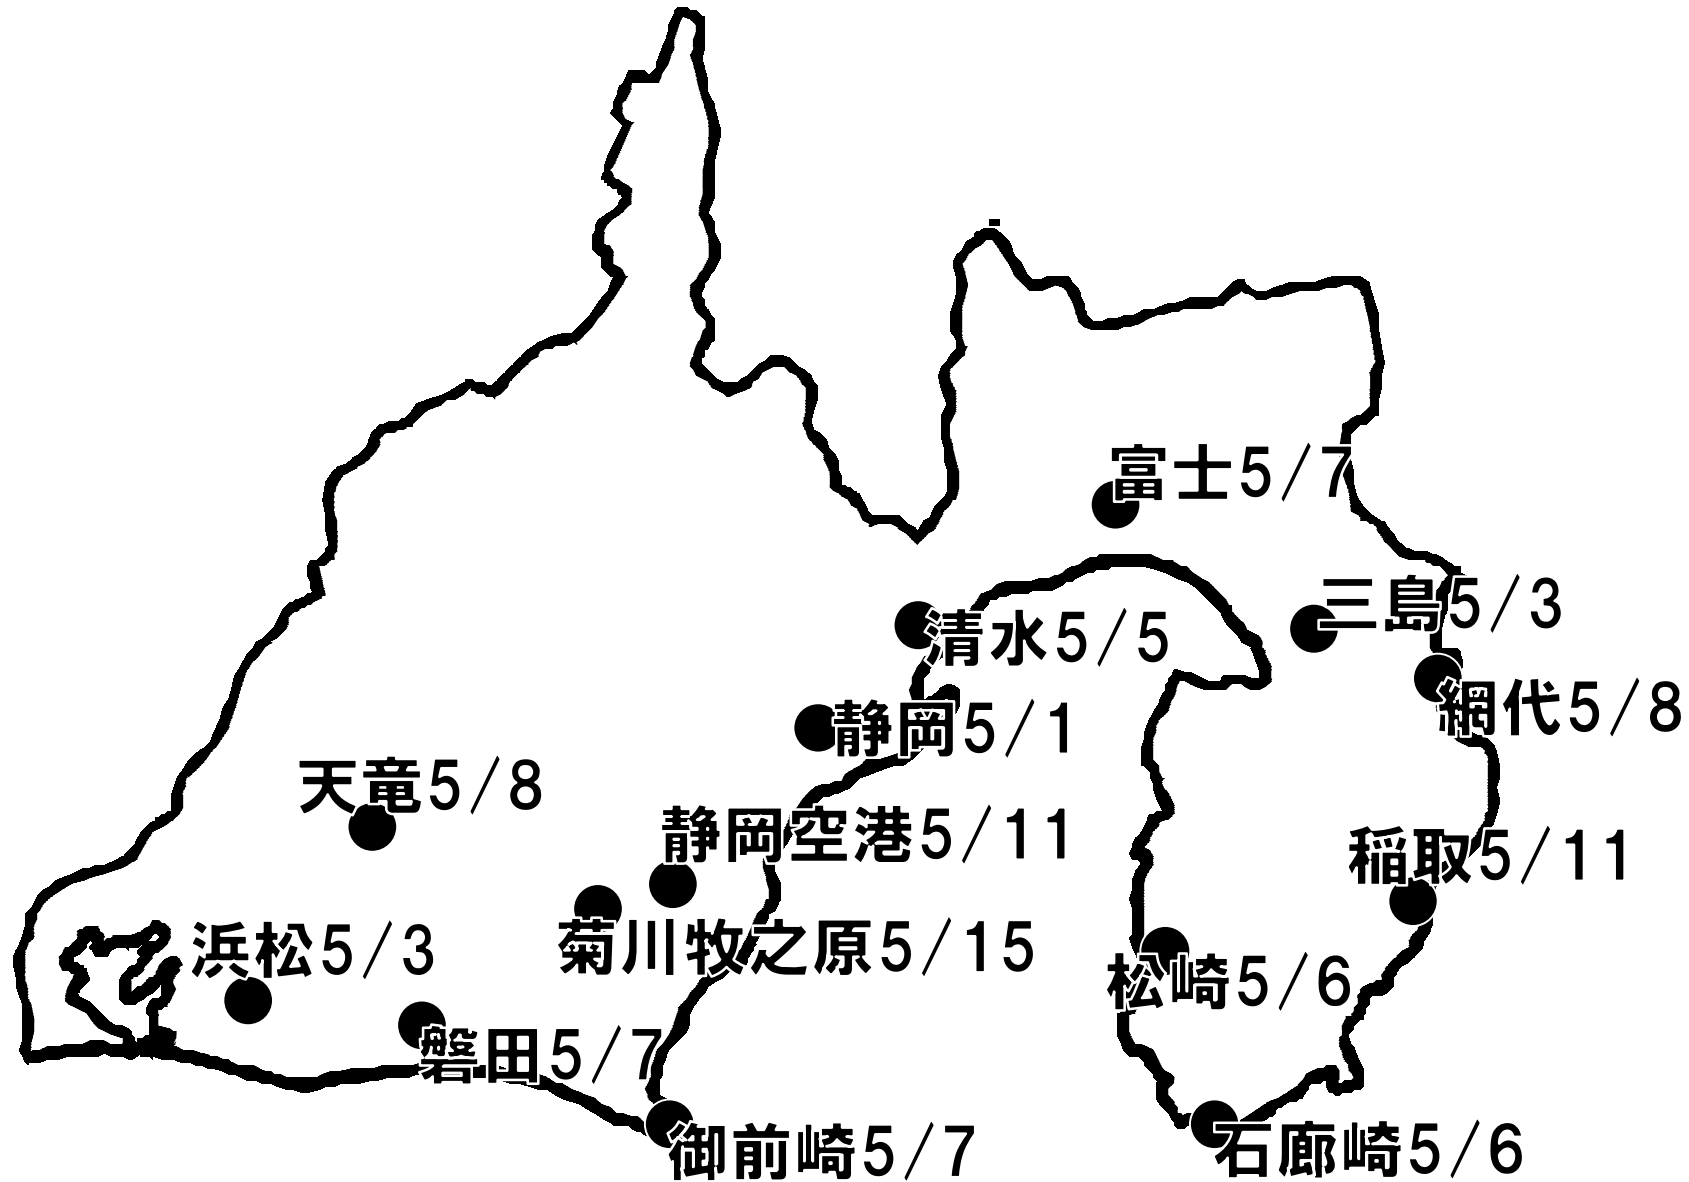 富士5/7
三島5/3
清水5/5
網代5/8
静岡5/1
天竜5/8
静岡空港5/11
稲取5/11
浜松5/3
菊川牧之原5/15
松崎5/6
磐田5/7
御前崎5/7
石廊崎5/6